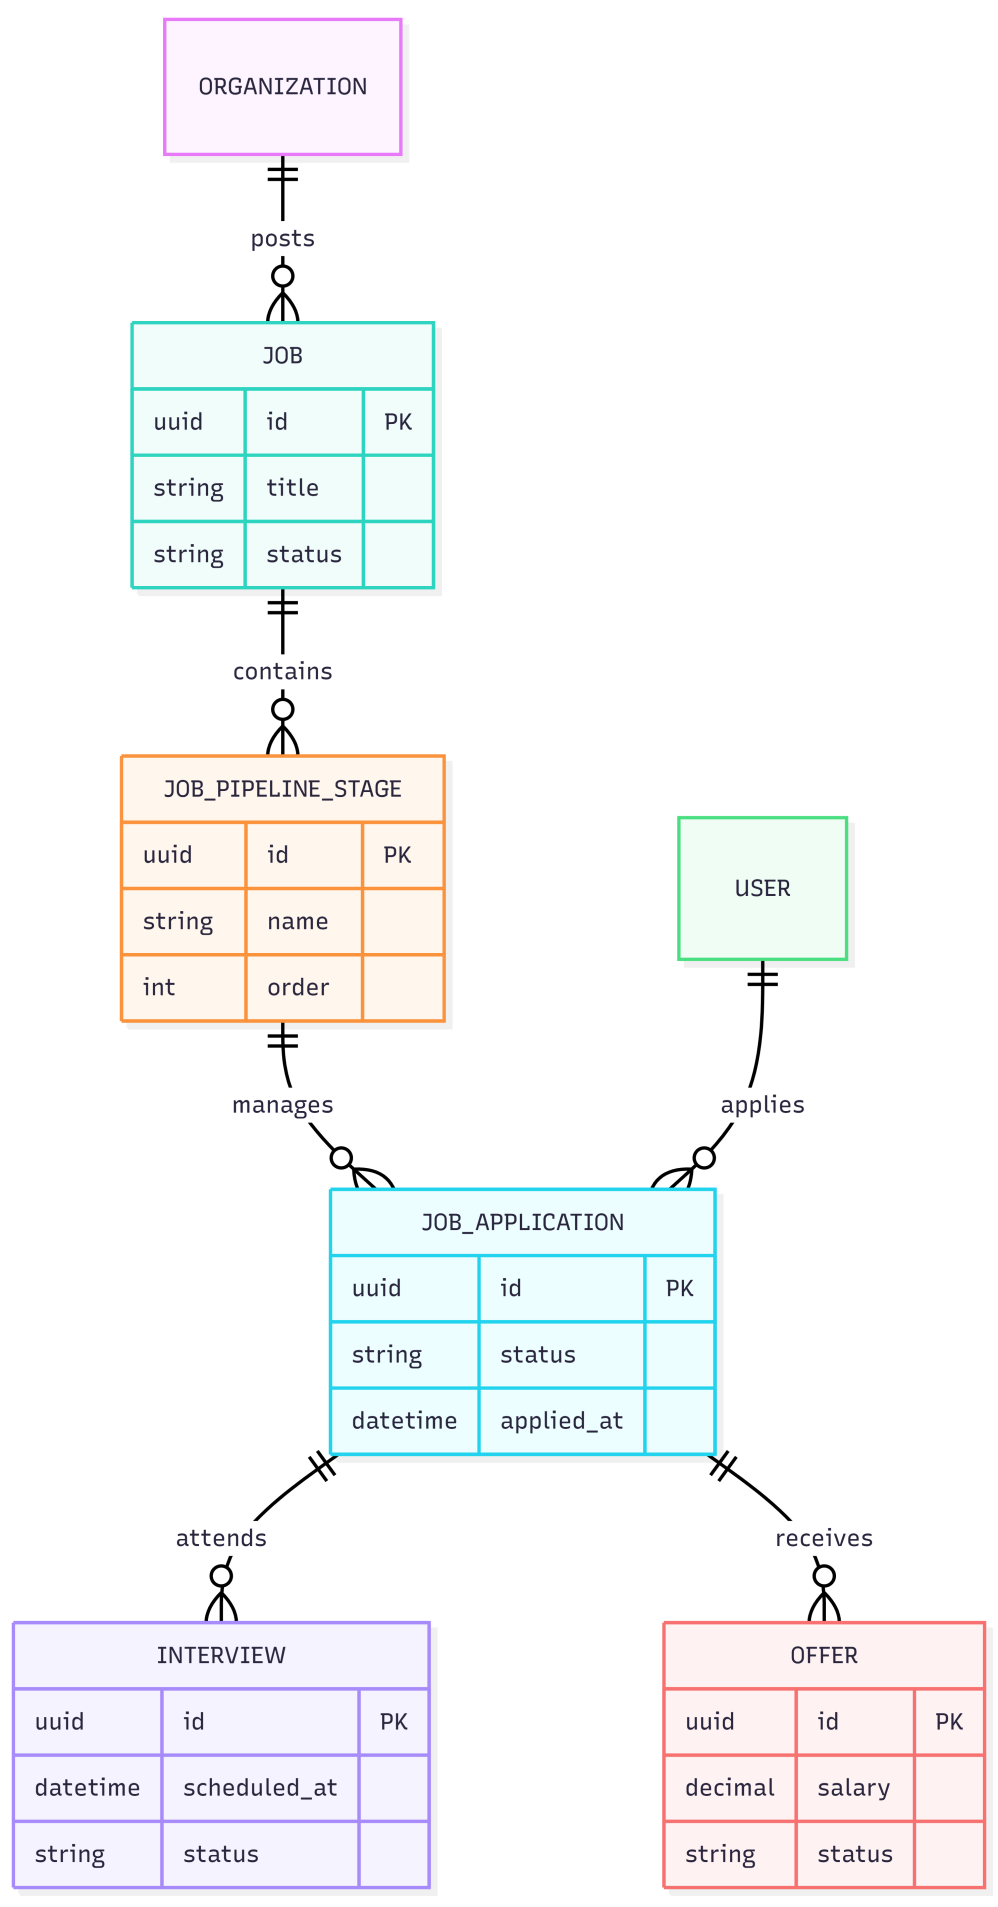 ORGANIZATION
posts
JOB
uuid id PK
string title
string status
contains
JOB_PIPELINE_STAGE
uuid id PK
string name
int order
USER
manages
applies
JOB_APPLICATION
uuid id PK
string status
datetime applied_at
attends
receives
INTERVIEW
uuid id PK
datetime scheduled_at
string status
OFFER
uuid id PK
decimal salary
string status